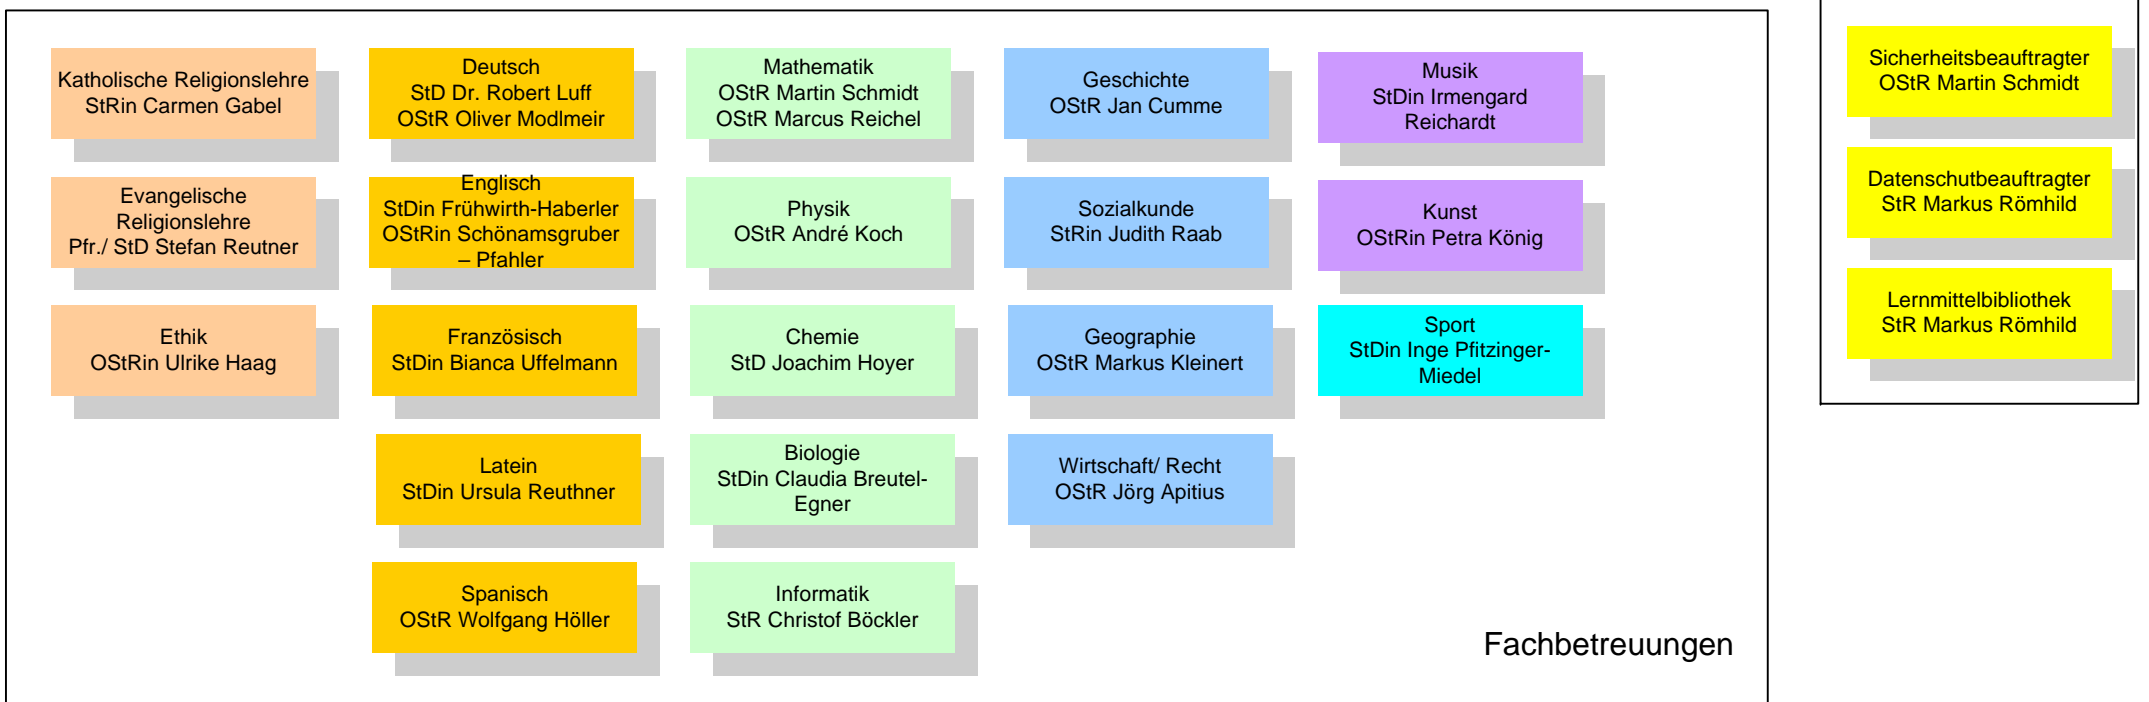 Katholische Religionslehre
StRin Carmen Gabel
Evangelische
Religionslehre
Pfr./ StD Stefan Reutner
Ethik
OStRin Ulrike Haag
Deutsch
StD Dr. Robert Luff
OStR Oliver Modlmeir
Englisch
StDin Frühwirth-Haberler
OStRin Schönamsgruber
– Pfahler
Französisch
StDin Bianca Uffelmann
Latein
StDin Ursula Reuthner
Spanisch
OStR Wolfgang Höller
Mathematik
OStR Martin Schmidt
OStR Marcus Reichel
Physik
OStR André Koch
Chemie
StD Joachim Hoyer
Biologie
StDin Claudia Breutel-
Egner
Informatik
StR Christof Böckler
Geschichte
OStR Jan Cumme
Sozialkunde
StRin Judith Raab
Geographie
OStR Markus Kleinert
Wirtschaft/ Recht
OStR Jörg Apitius
Musik
StDin Irmengard
Reichardt
Kunst
OStRin Petra König
Sport
StDin Inge Pfitzinger-
Miedel
Fachbetreuungen
Sicherheitsbeauftragter
OStR Martin Schmidt
Datenschutbeauftragter
StR Markus Römhild
Lernmittelbibliothek
StR Markus Römhild